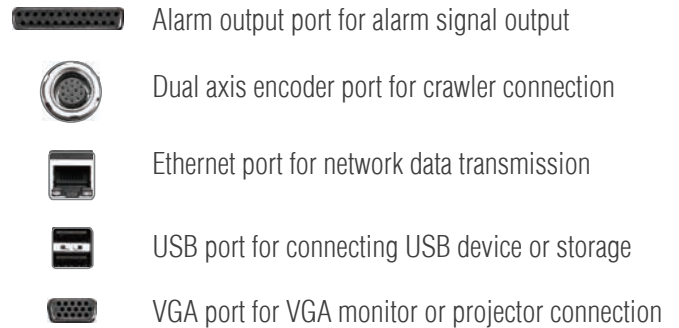 Alarm output port for alarm signal output
Dual axis encoder port for crawler connection
Ethernet port for network data transmission
USB port for connecting USB device or storage
VGA port for VGA monitor or projector connection